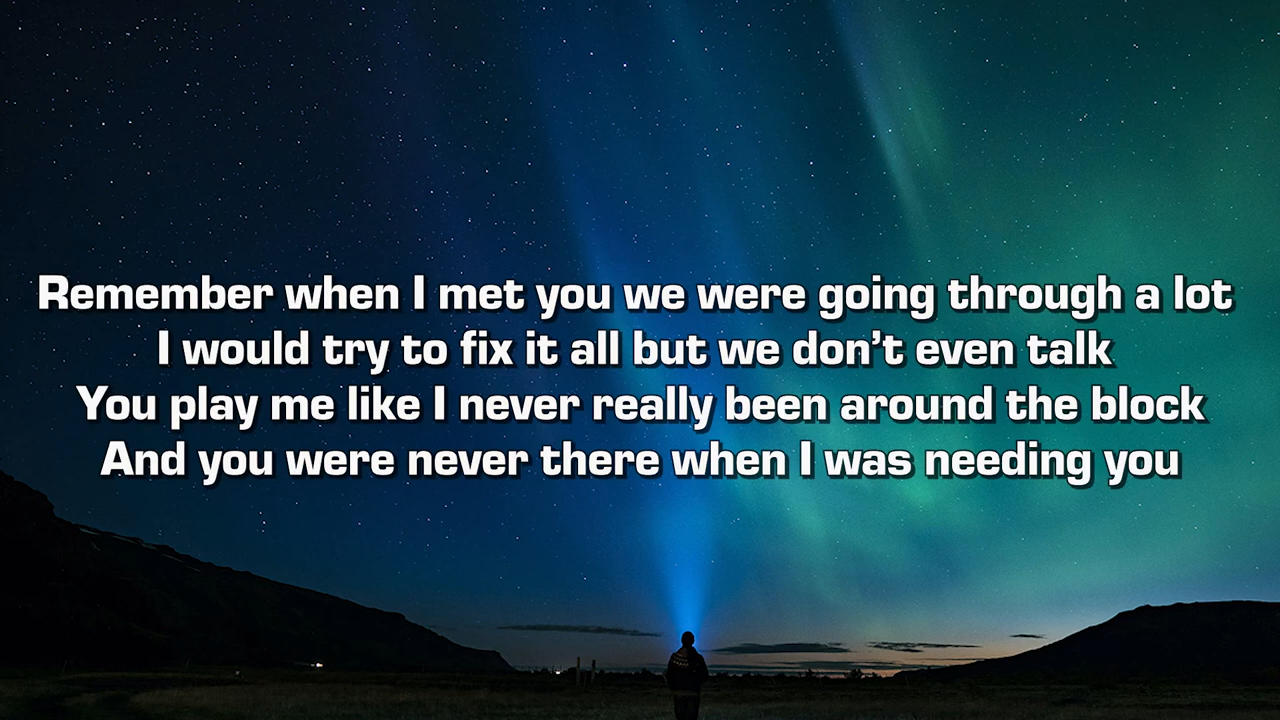 Remember when I met you we were going through a lot
I would try to fix it all but we don’t even talk
You play me like I never really been around the block
And you were never there when I was needing you